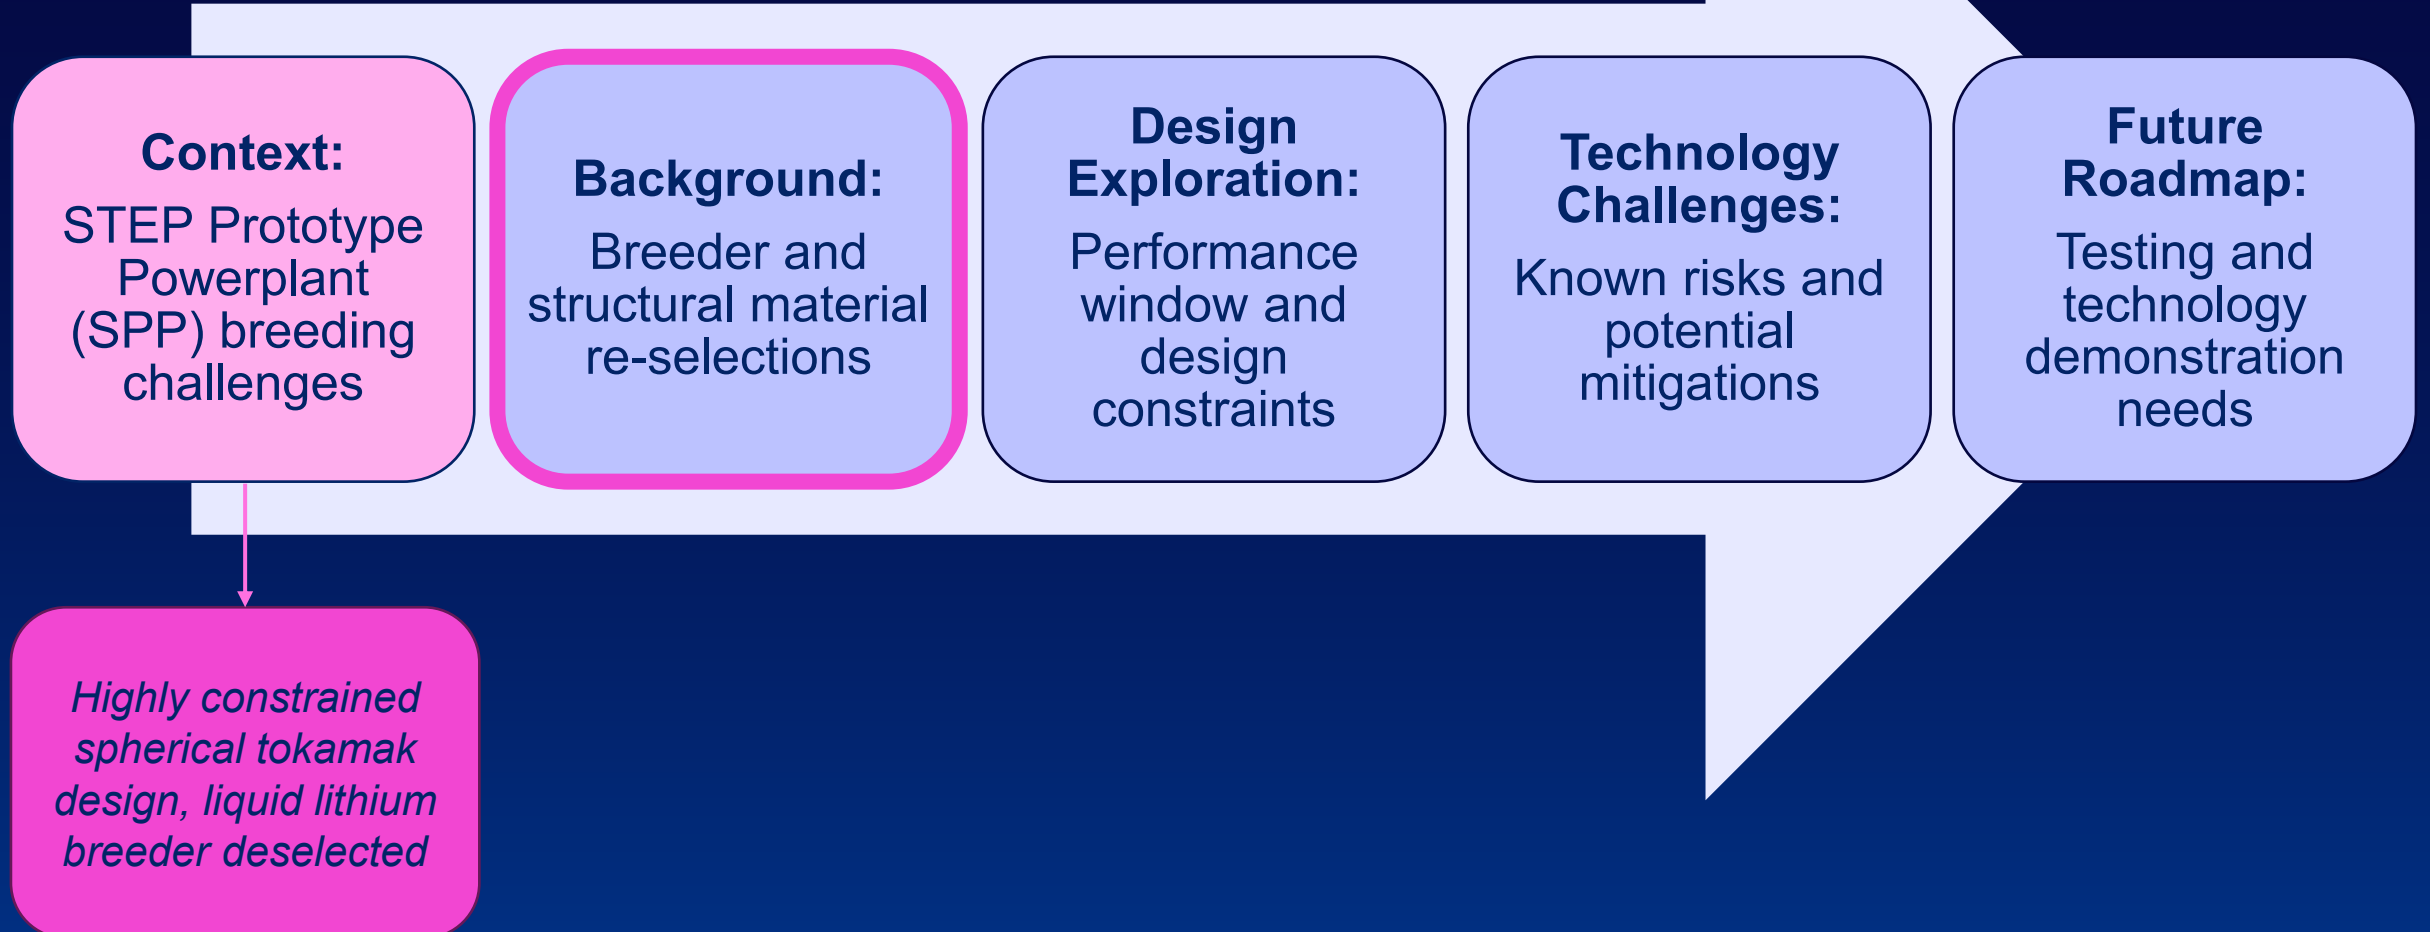 Context:
STEP Prototype
Powerplant
(SPP) breeding
challenges
Background:
Breeder and
structural material
re-selections
Design
Exploration:
Performance
window and
design
constraints
Technology
Challenges:
Known risks and
potential
mitigations
Future
Roadmap:
Testing and
technology
demonstration
needs
Highly constrained
spherical tokamak
design, liquid lithium
breeder deselected